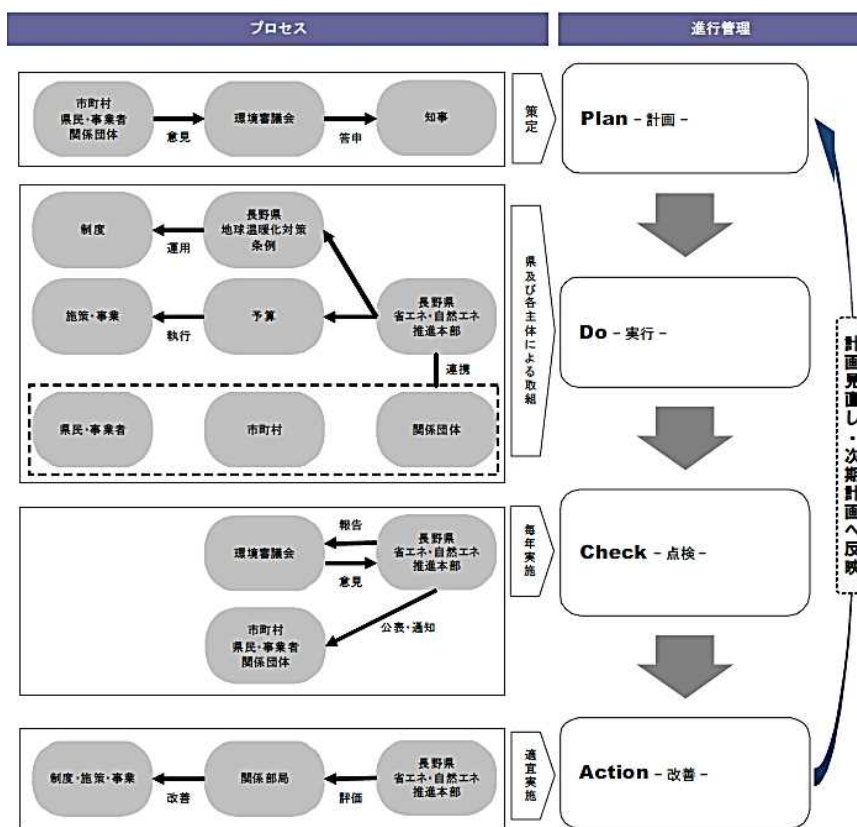 プロセス
進行管理
市町村
県民・事業者
関係団体
意見
環境審議会
答申
知事
策定
Plan - 計画 -
制度
運用
長野県
地球温暖化対策
条例
施策・事業
執行
予算
長野県
省エネ・自然エネ
推進本部
連携
県民・事業者
市町村
関係団体
県及び各主体による取組
Do - 実行 -
環境審議会
報告
意見
長野県
省エネ・自然エネ
推進本部
公表・通知
市町村
県民・事業者
関係団体
毎年実施
Check - 点検 -
制度・施策・事業
改善
関係部局
評価
長野県
省エネ・自然エネ
推進本部
適宜実施
Action - 改善 -
計画見直し・次期計画へ反映